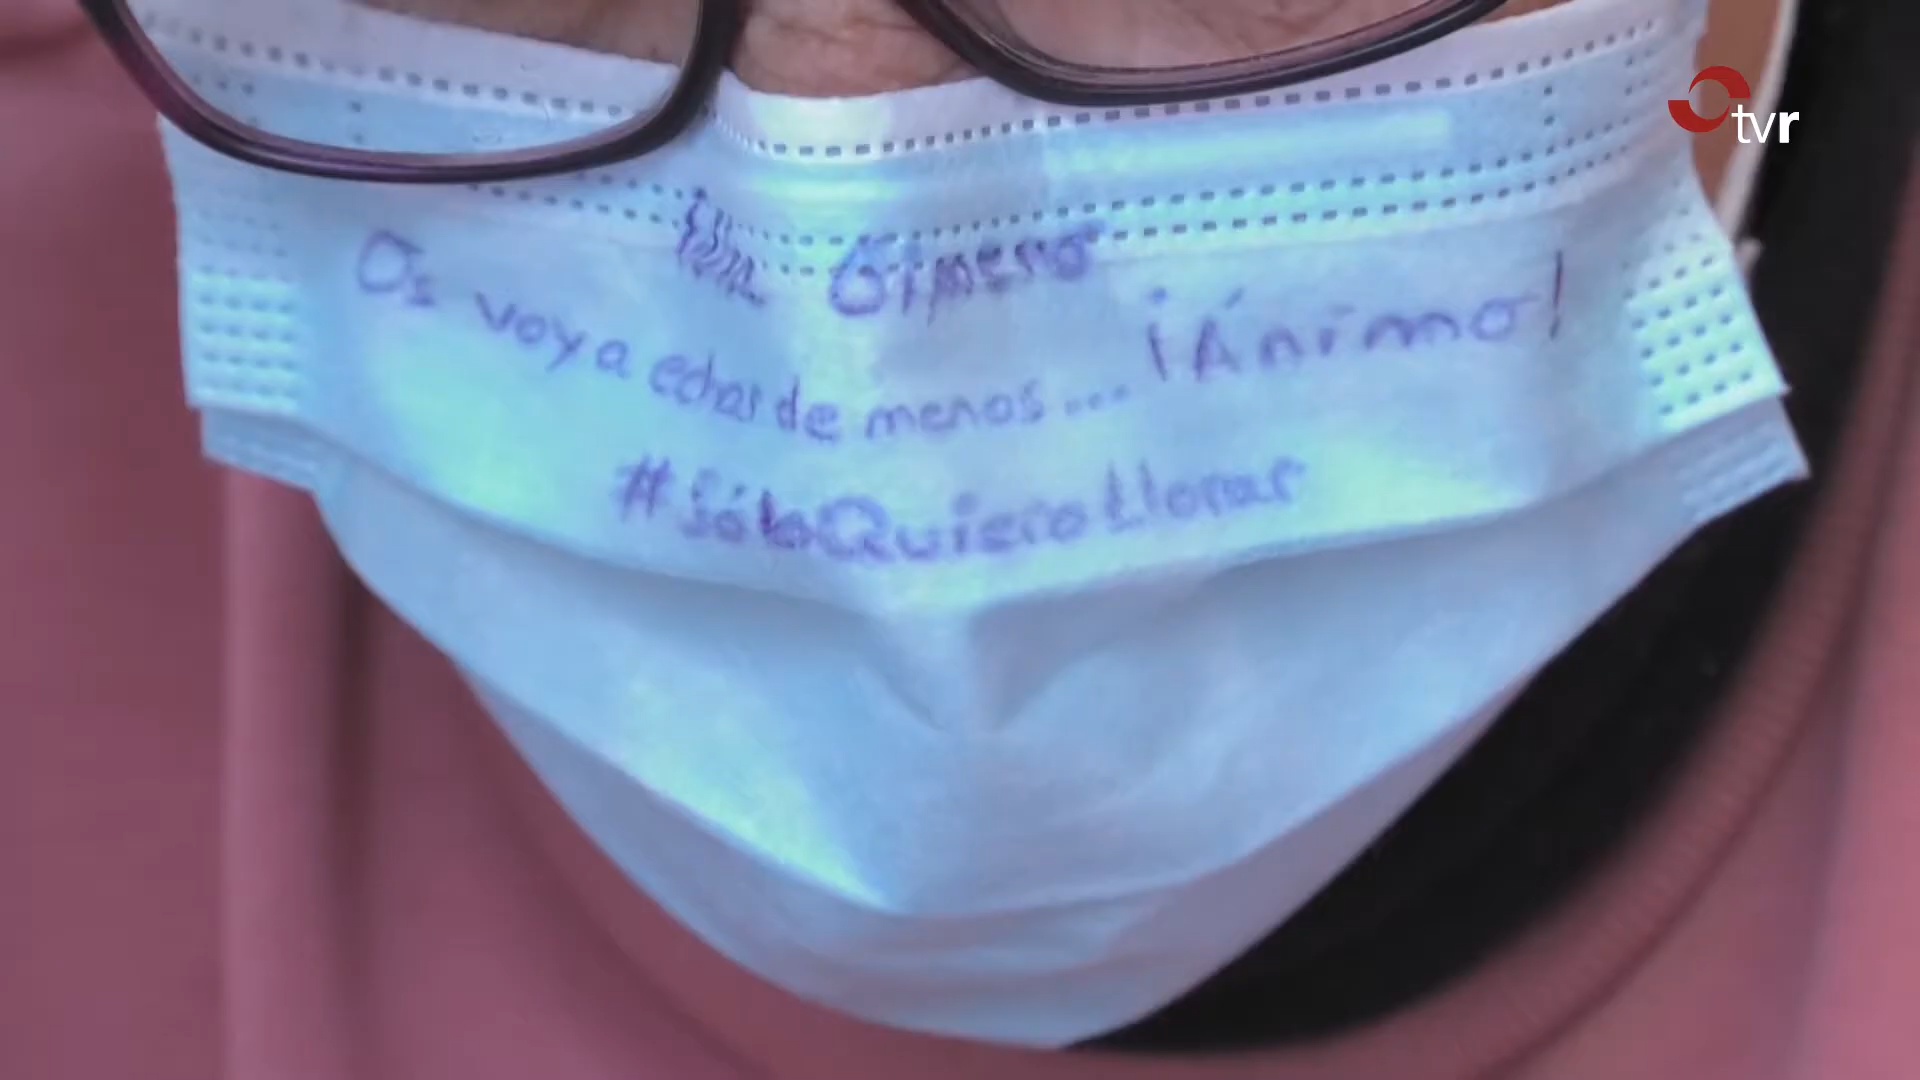 tvr
Gimeno
Os voy a echar de menos... ¡Ánimo!
#SóloQuieroLlorar